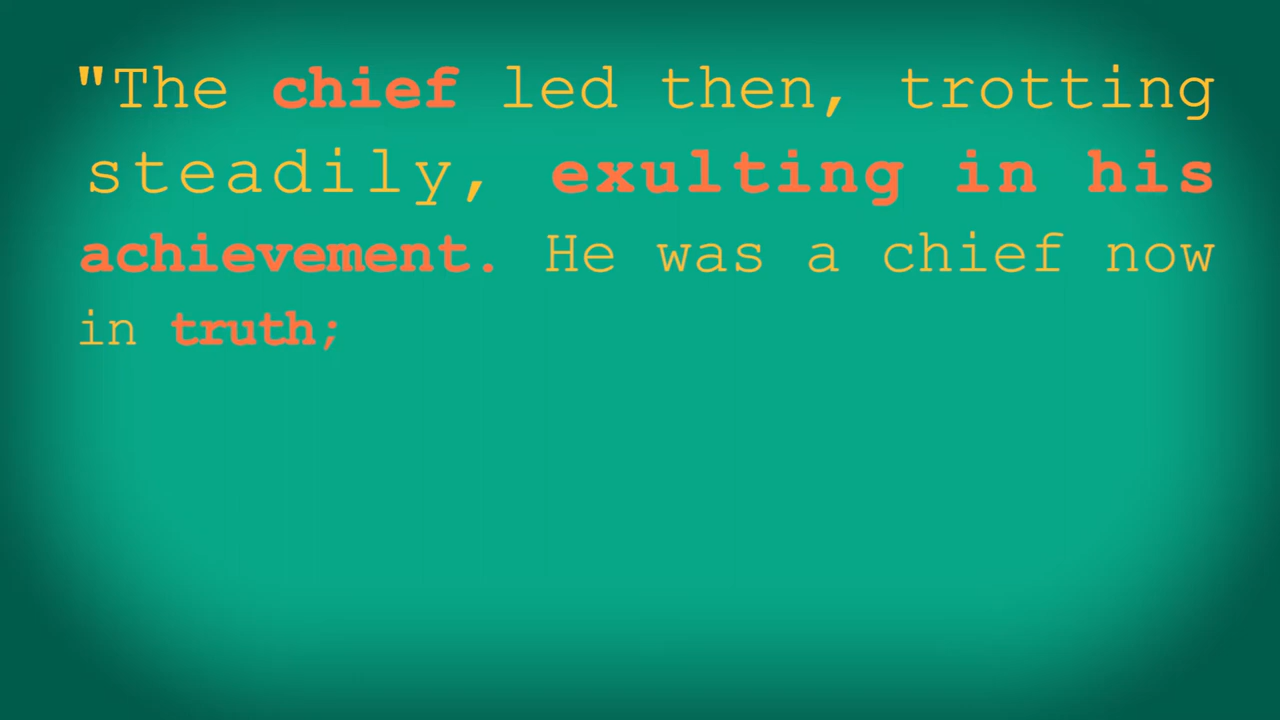 "The chief led then, trotting
steadily, exulting in his
achievement. He was a chief now
in truth;